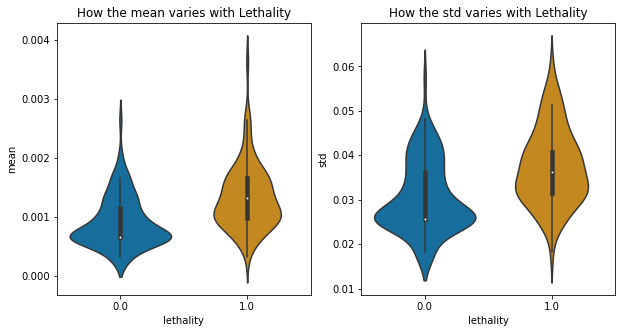 How the mean varies with Lethality
0.004
0.003
0.002
0.001
0.000
mean
0.0
1.0
lethality
How the std varies with Lethality
0.06
0.05
0.04
0.03
0.02
0.01
std
0.0
1.0
lethality